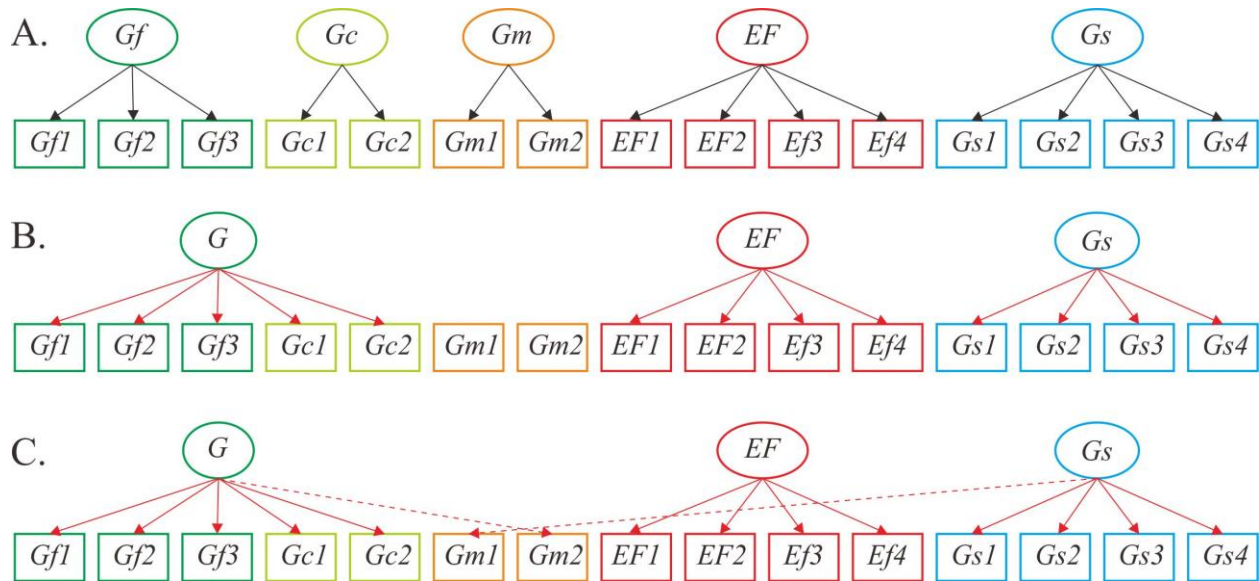 A. Gf Gc Gm EF Gs
Gf1 Gf2 Gf3 Gc1 Gc2 Gm1 Gm2 EF1 EF2 Ef3 Ef4 Gs1 Gs2 Gs3 Gs4
B. G EF Gs
Gf1 Gf2 Gf3 Gc1 Gc2 Gm1 Gm2 EF1 EF2 Ef3 Ef4 Gs1 Gs2 Gs3 Gs4
C. G EF Gs
Gf1 Gf2 Gf3 Gc1 Gc2 Gm1 Gm2 EF1 EF2 Ef3 Ef4 Gs1 Gs2 Gs3 Gs4